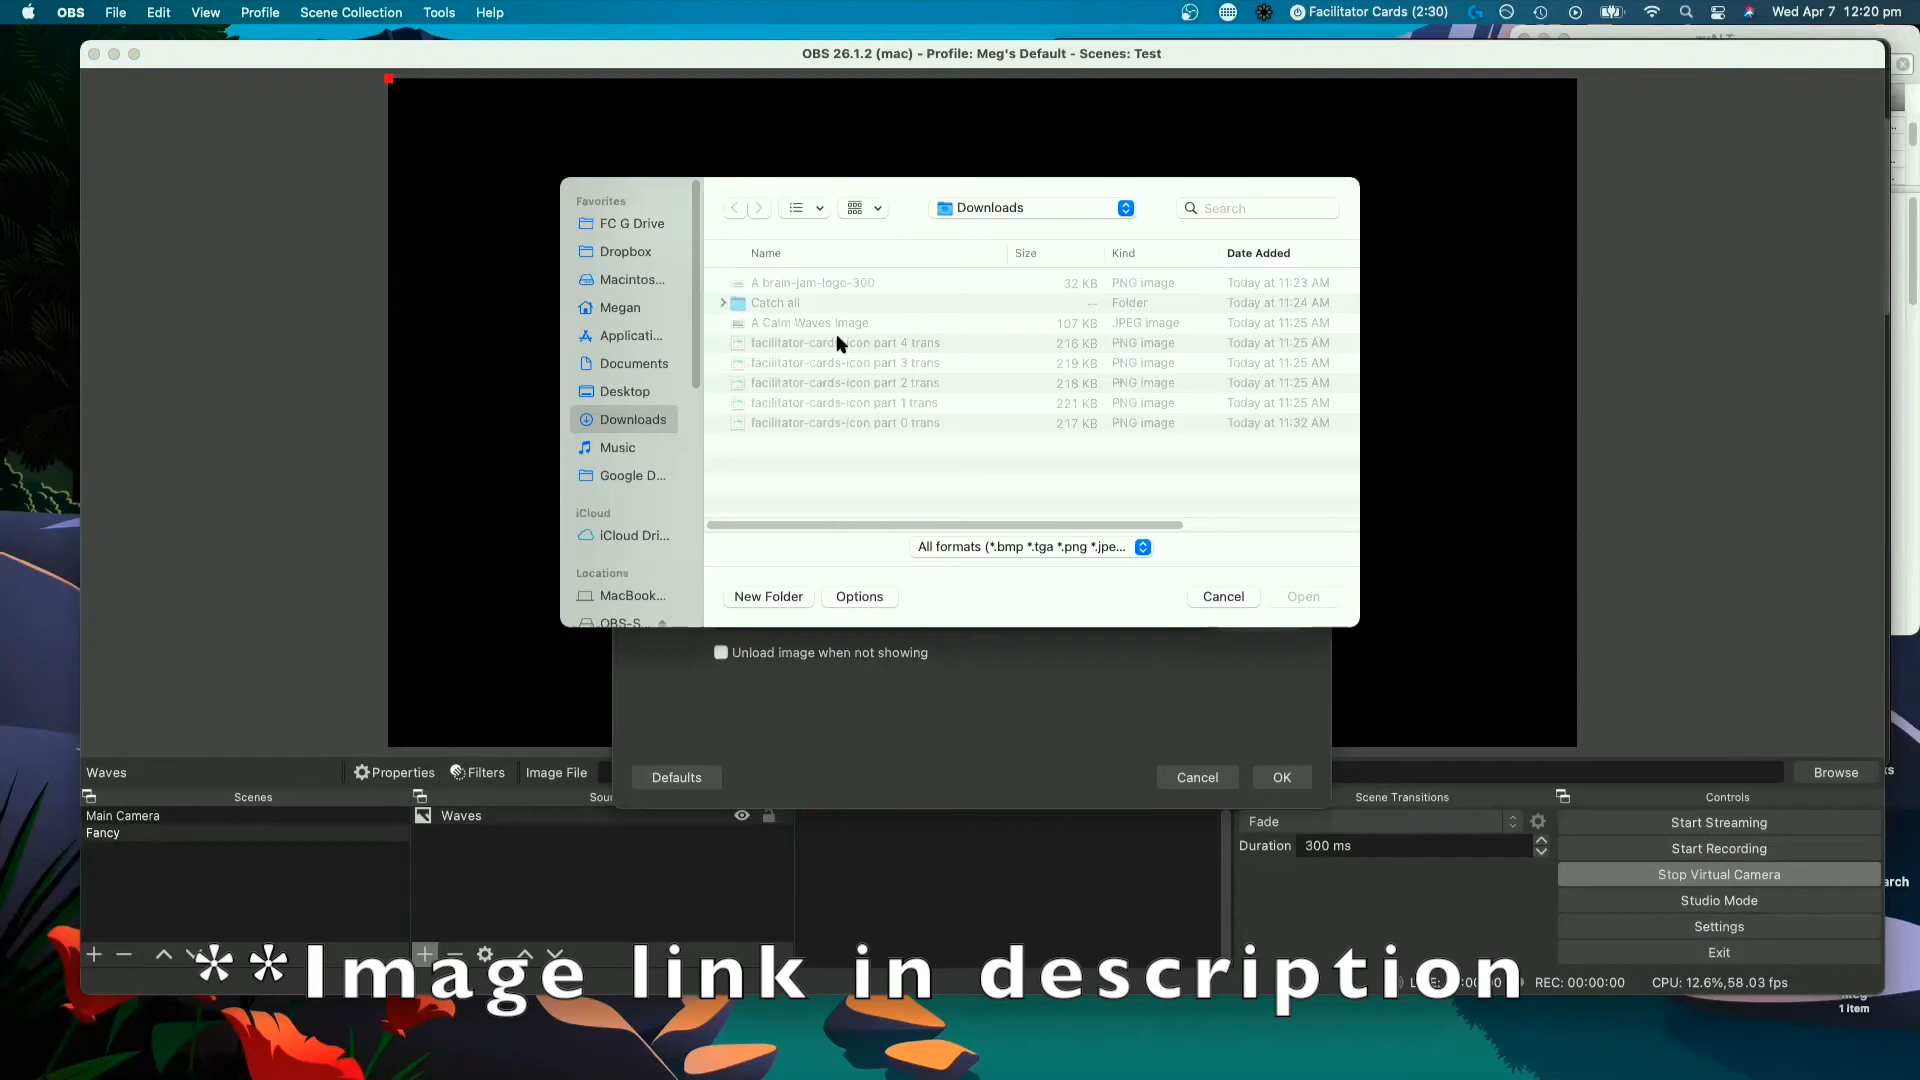 OBS File Edit View Profile Scene Collection Tools Help Facilitator Cards (2:30) Wed Apr 7 12:20 pm
OBS 26.1.2 (mac) - Profile: Meg's Default - Scenes: Test
Favorites
FC G Drive
Dropbox
Macintos...
Megan
Applicati...
Documents
Desktop
Downloads
Music
Google D...
iCloud
iCloud Dri...
Locations
MacBook...
OBS-S...
Downloads
Search
Name Size Kind Date Added
A brain-jam-logo-300 32 KB PNG image Today at 11:23 AM
Catch all -- Folder Today at 11:24 AM
A Calm Waves Image 107 KB JPEG image Today at 11:25 AM
facilitator-cards-icon part 4 trans 216 KB PNG image Today at 11:25 AM
facilitator-cards-icon part 3 trans 219 KB PNG image Today at 11:25 AM
facilitator-cards-icon part 2 trans 218 KB PNG image Today at 11:25 AM
facilitator-cards-icon part 1 trans 221 KB PNG image Today at 11:25 AM
facilitator-cards-icon part 0 trans 217 KB PNG image Today at 11:32 AM
All formats (*.bmp *.tga *.png *.jpe...
New Folder Options Cancel Open
Unload image when not showing
Defaults Cancel OK
Waves Properties Filters Image File Browse
Scenes
Main Camera
Fancy
Sou
Waves
Scene Transitions
Fade
Duration 300 ms
Controls
Start Streaming
Start Recording
Stop Virtual Camera
Studio Mode
Settings
Exit
REC: 00:00:00 CPU: 12.6%,58.03 fps
arch
1 item
**Image link in description